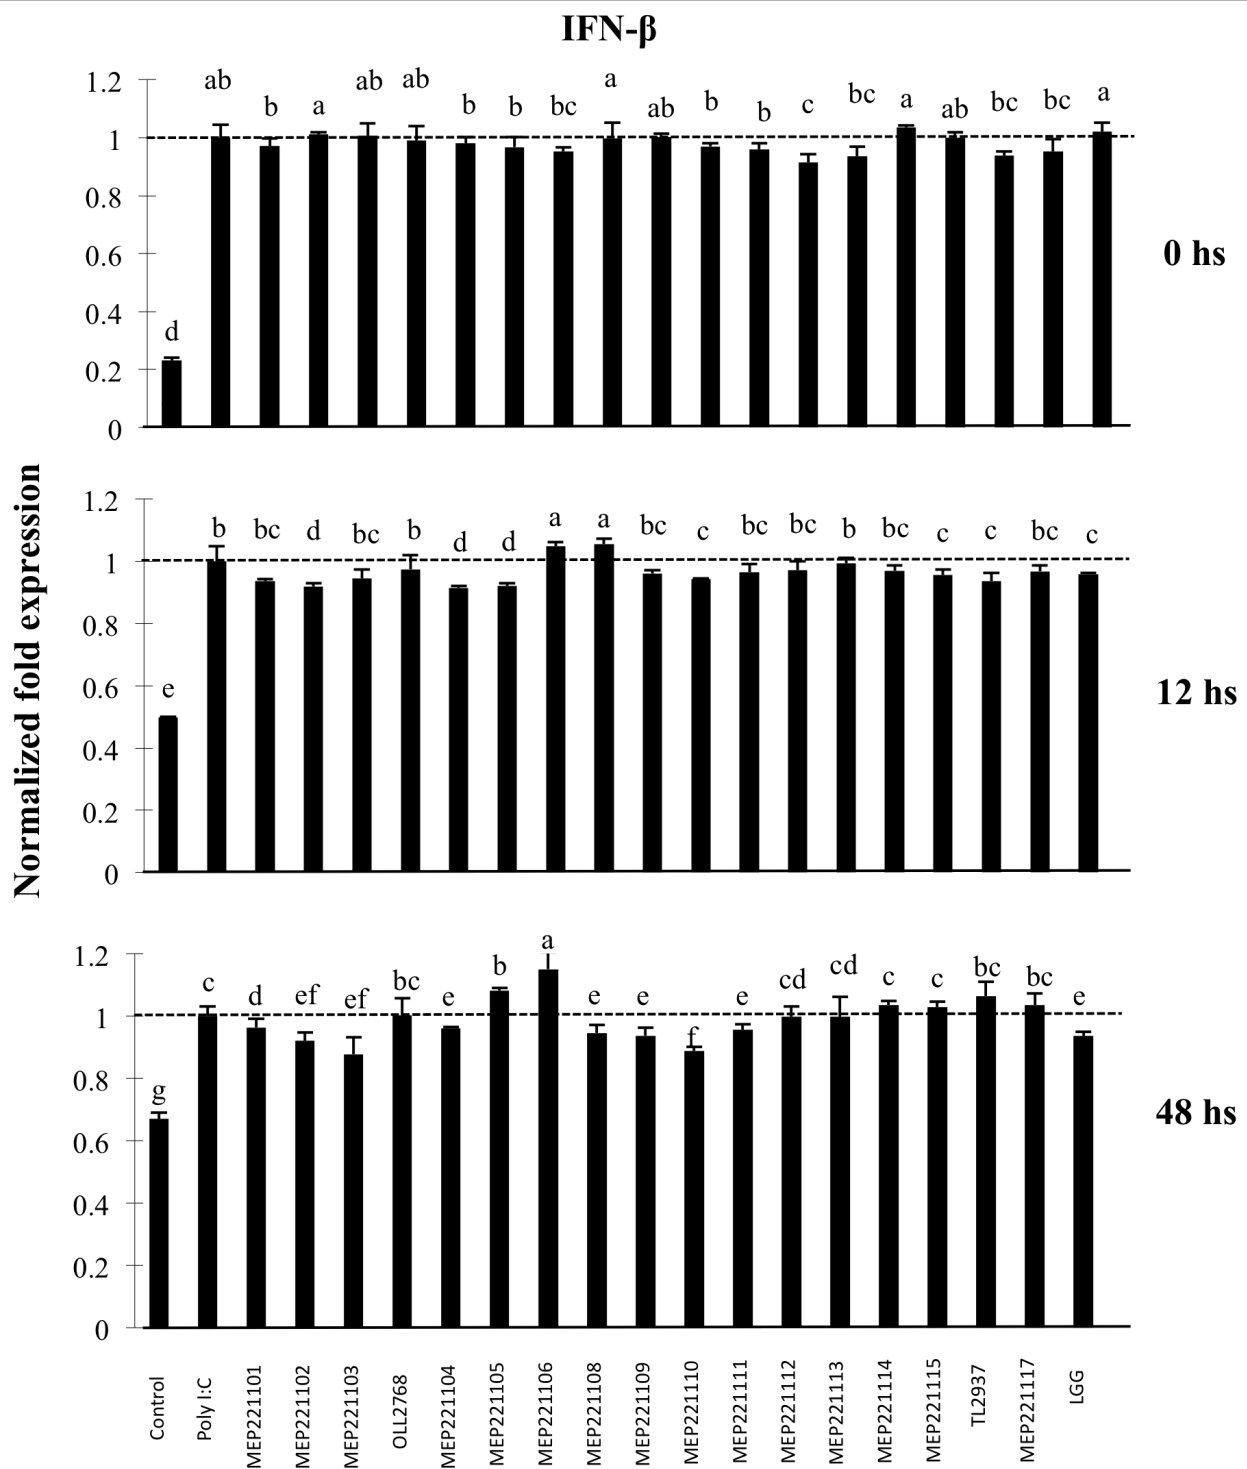 IFN-β
Normalized fold expression
1.2
1
0.8
0.6
0.4
0.2
0
d ab b a ab ab b b bc a ab b b c bc a ab bc bc a
0 hs
1.2
1
0.8
0.6
0.4
0.2
0
e b bc d bc b d d a a bc c bc bc b bc c c bc c
12 hs
1.2
1
0.8
0.6
0.4
0.2
0
g c d ef ef bc e b a e e f e cd cd c c bc bc e
48 hs
Control
Poly I:C
MEP221101
MEP221102
MEP221103
OLL2768
MEP221104
MEP221105
MEP221106
MEP221108
MEP221109
MEP221110
MEP221111
MEP221112
MEP221113
MEP221114
MEP221115
TL2937
MEP221117
LGG